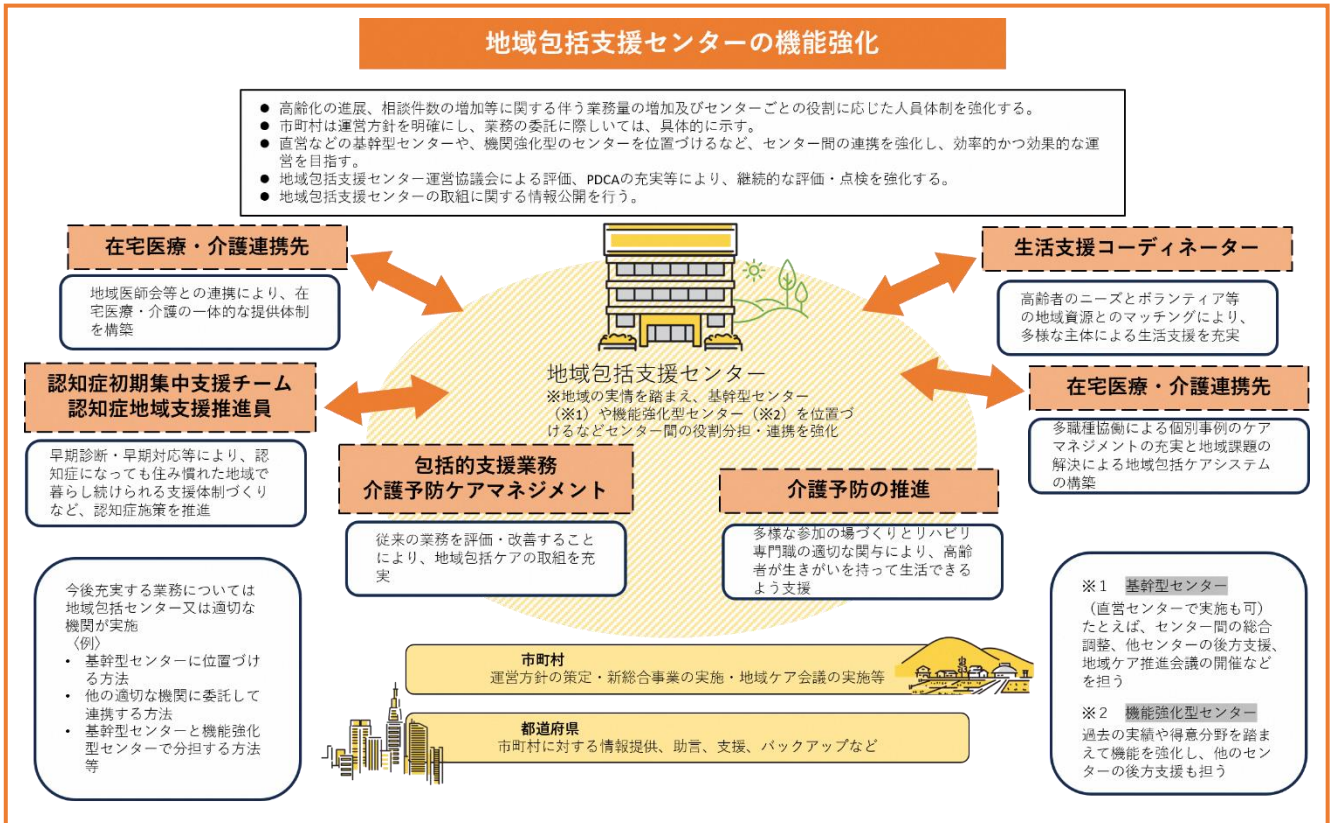 地域包括支援センターの機能強化
● 高齢化の進展、相談件数の増加等に関する伴う業務量の増加及びセンターごとの役割に応じた人員体制を強化する。
● 市町村は運営方針を明確にし、業務の委託に際しいては、具体的に示す。
● 直営などの基幹型センターや、機関強化型のセンターを位置づけるなど、センター間の連携を強化し、効率的かつ効果的な運
営を目指す。
● 地域包括支援センター運営協議会による評価、PDCAの充実等により、継続的な評価・点検を強化する。
● 地域包括支援センターの取組に関する情報公開を行う。
在宅医療・介護連携先
地域医師会等との連携により、在
宅医療・介護の一体的な提供体制
を構築
生活支援コーディネーター
高齢者のニーズとボランティア等
の地域資源とのマッチングにより、
多様な主体による生活支援を充実
認知症初期集中支援チーム
認知症地域支援推進員
早期診断・早期対応等により、認
知症になっても住み慣れた地域で
暮らし続けられる支援体制づくり
など、認知症施策を推進
地域包括支援センター
※地域の実情を踏まえ、基幹型センター
（※1）や機能強化型センター（※2）を位置づ
けるなどセンター間の役割分担・連携を強化
在宅医療・介護連携先
多職種協働による個別事例のケア
マネジメントの充実と地域課題の
解決による地域包括ケアシステム
の構築
包括的支援業務
介護予防ケアマネジメント
従来の業務を評価・改善すること
により、地域包括ケアの取組を充
実
介護予防の推進
多様な参加の場づくりとリハビリ
専門職の適切な関与により、高齢
者が生きがいを持って生活できる
よう支援
今後充実する業務については
地域包括センター又は適切な
機関が実施
〈例〉
• 基幹型センターに位置づけ
る方法
• 他の適切な機関に委託して
連携する方法
• 基幹型センターと機能強化
型センターで分担する方法
等
市町村
運営方針の策定・新総合事業の実施・地域ケア会議の実施等
都道府県
市町村に対する情報提供、助言、支援、バックアップなど
※1 基幹型センター
（直営センターで実施も可）
たとえば、センター間の総合
調整、他センターの後方支援、
地域ケア推進会議の開催など
を担う
※2 機能強化型センター
過去の実績や得意分野を踏ま
えて機能を強化し、他のセン
ターの後方支援も担う